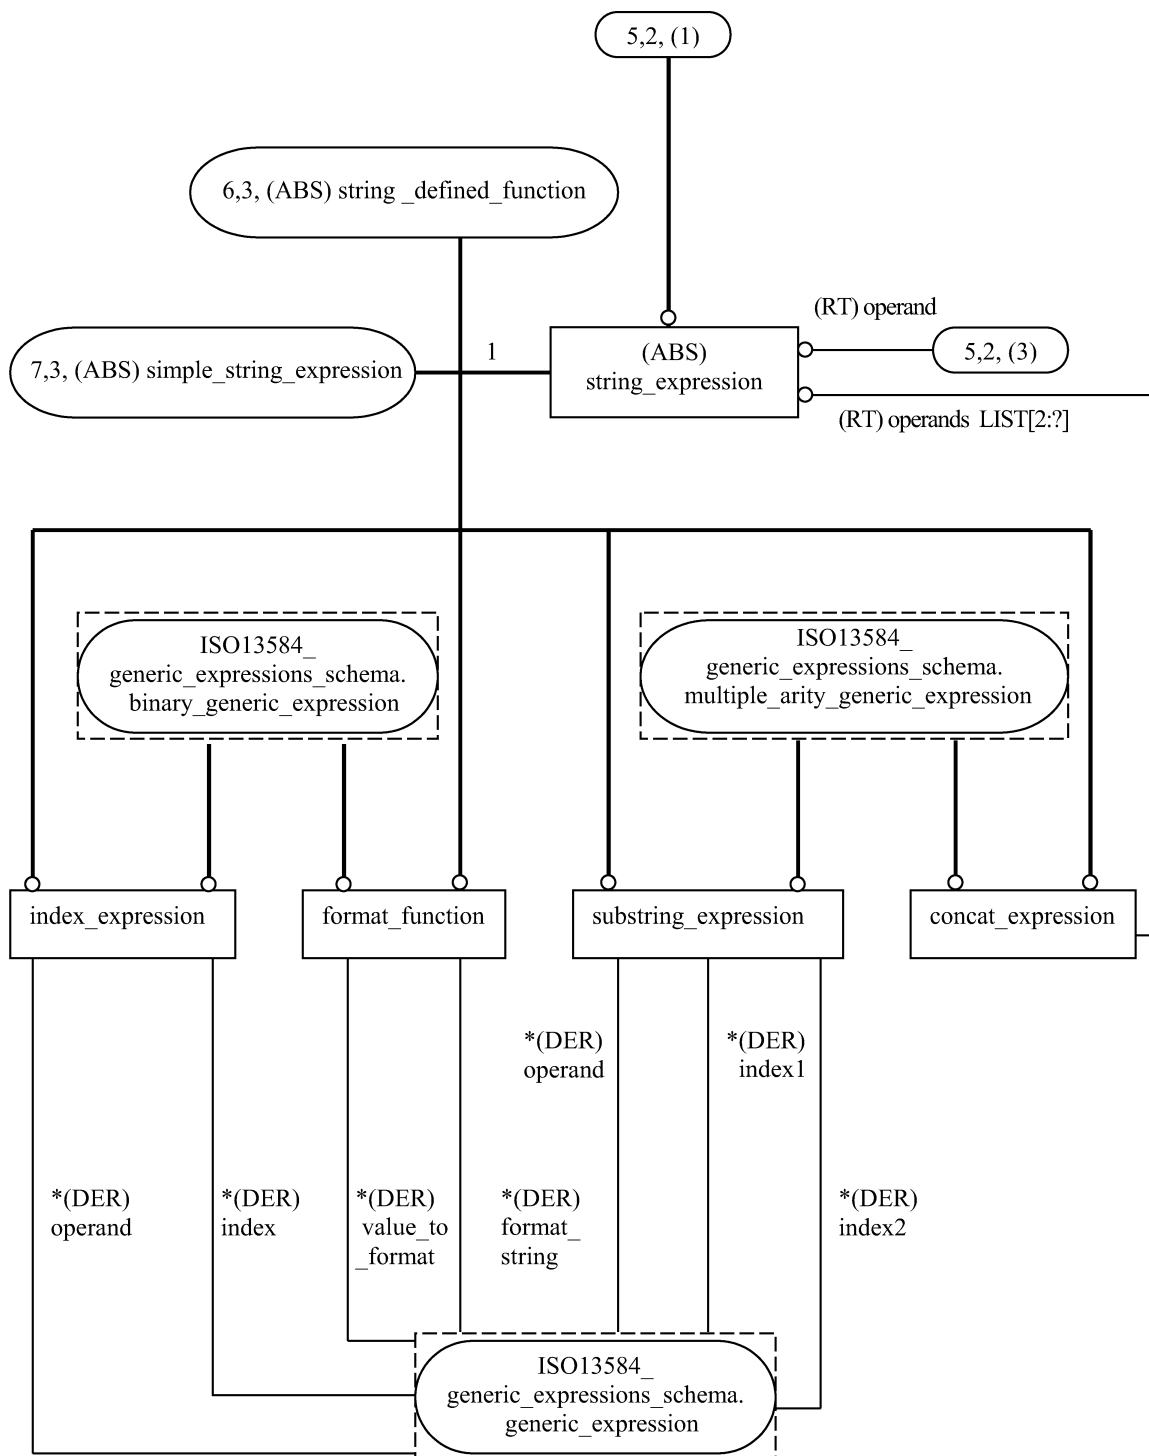 5,2, (1)
6,3, (ABS) string _defined_function
(RT) operand
7,3, (ABS) simple_string_expression
1
(ABS)
string_expression
5,2, (3)
(RT) operands LIST[2:?]
ISO13584_
generic_expressions_schema.
binary_generic_expression
ISO13584_
generic_expressions_schema.
multiple_arity_generic_expression
index_expression
format_function
substring_expression
concat_expression
*(DER)
operand
*(DER)
index1
*(DER)
operand
*(DER)
index
*(DER)
value_to
_format
*(DER)
format_
string
*(DER)
index2
ISO13584_
generic_expressions_schema.
generic_expression